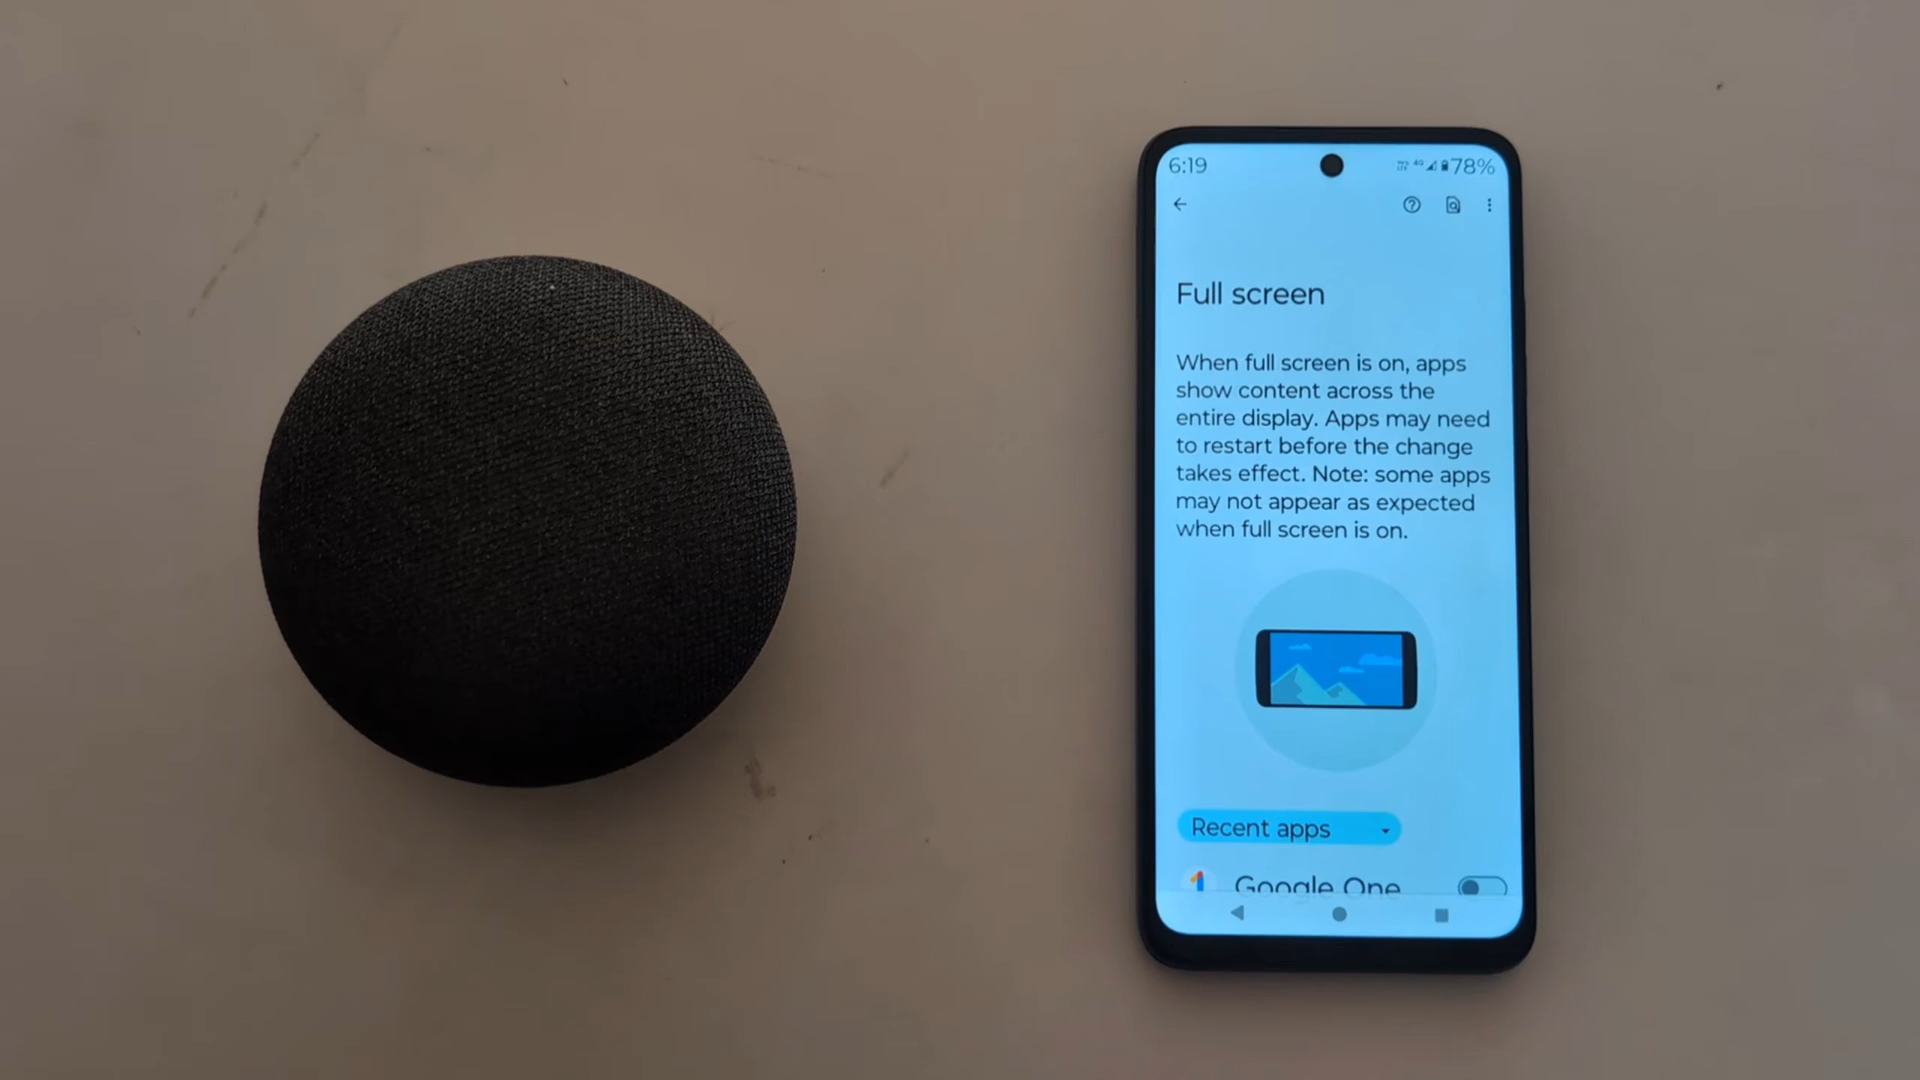 6:19
4G 78%
Full screen
When full screen is on, apps
show content across the
entire display. Apps may need
to restart before the change
takes effect. Note: some apps
may not appear as expected
when full screen is on.
Recent apps
Google One